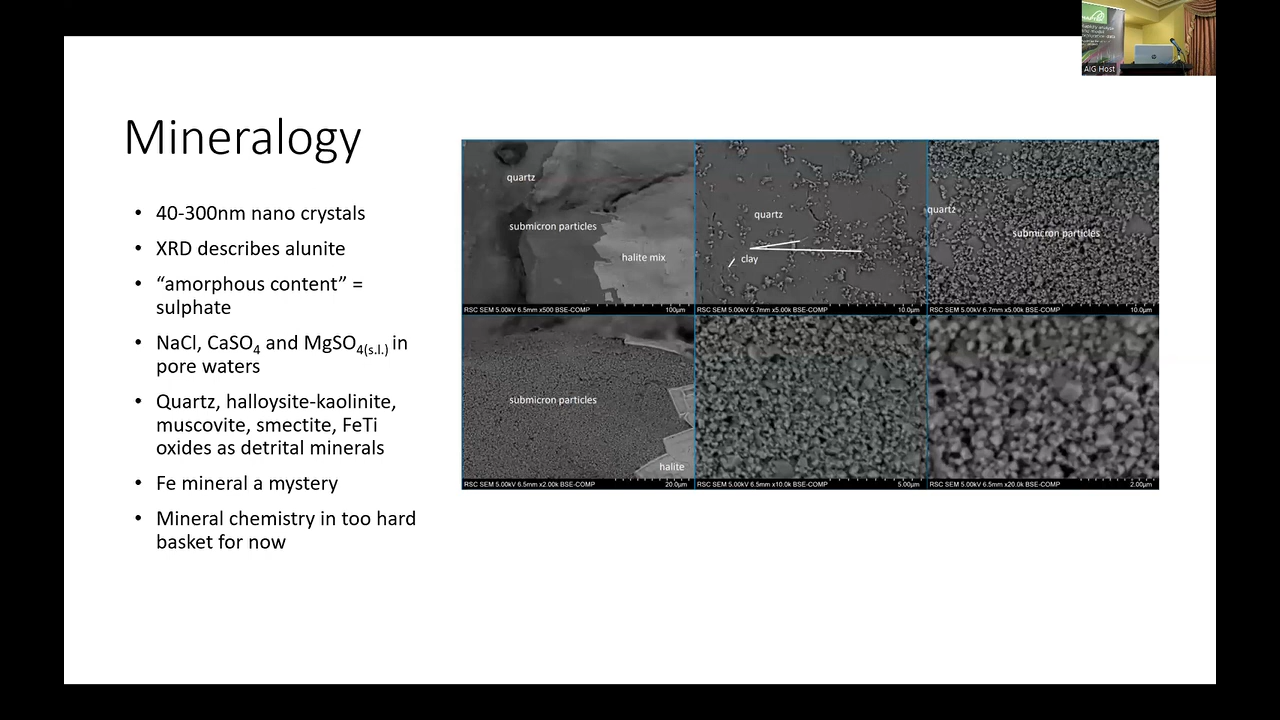 AIG Host
Mineralogy
• 40-300nm nano crystals
• XRD describes alunite
• “amorphous content” =
sulphate
• NaCl, CaSO4 and MgSO4(s.l.) in
pore waters
• Quartz, halloysite-kaolinite,
muscovite, smectite, FeTi
oxides as detrital minerals
• Fe mineral a mystery
• Mineral chemistry in too hard
basket for now
quartz
submicron particles
halite mix
RSC SEM 5.00kV 6.5mm x500 BSE-COMP 100µm
quartz
clay
RSC SEM 5.00kV 6.7mm x5.00k BSE-COMP 10.0µm
quartz
submicron particles
RSC SEM 5.00kV 6.7mm x5.00k BSE-COMP 10.0µm
submicron particles
halite
RSC SEM 5.00kV 6.5mm x2.00k BSE-COMP 20.0µm
RSC SEM 5.00kV 6.5mm x10.0k BSE-COMP 5.00µm
RSC SEM 5.00kV 6.5mm x20.0k BSE-COMP 2.00µm